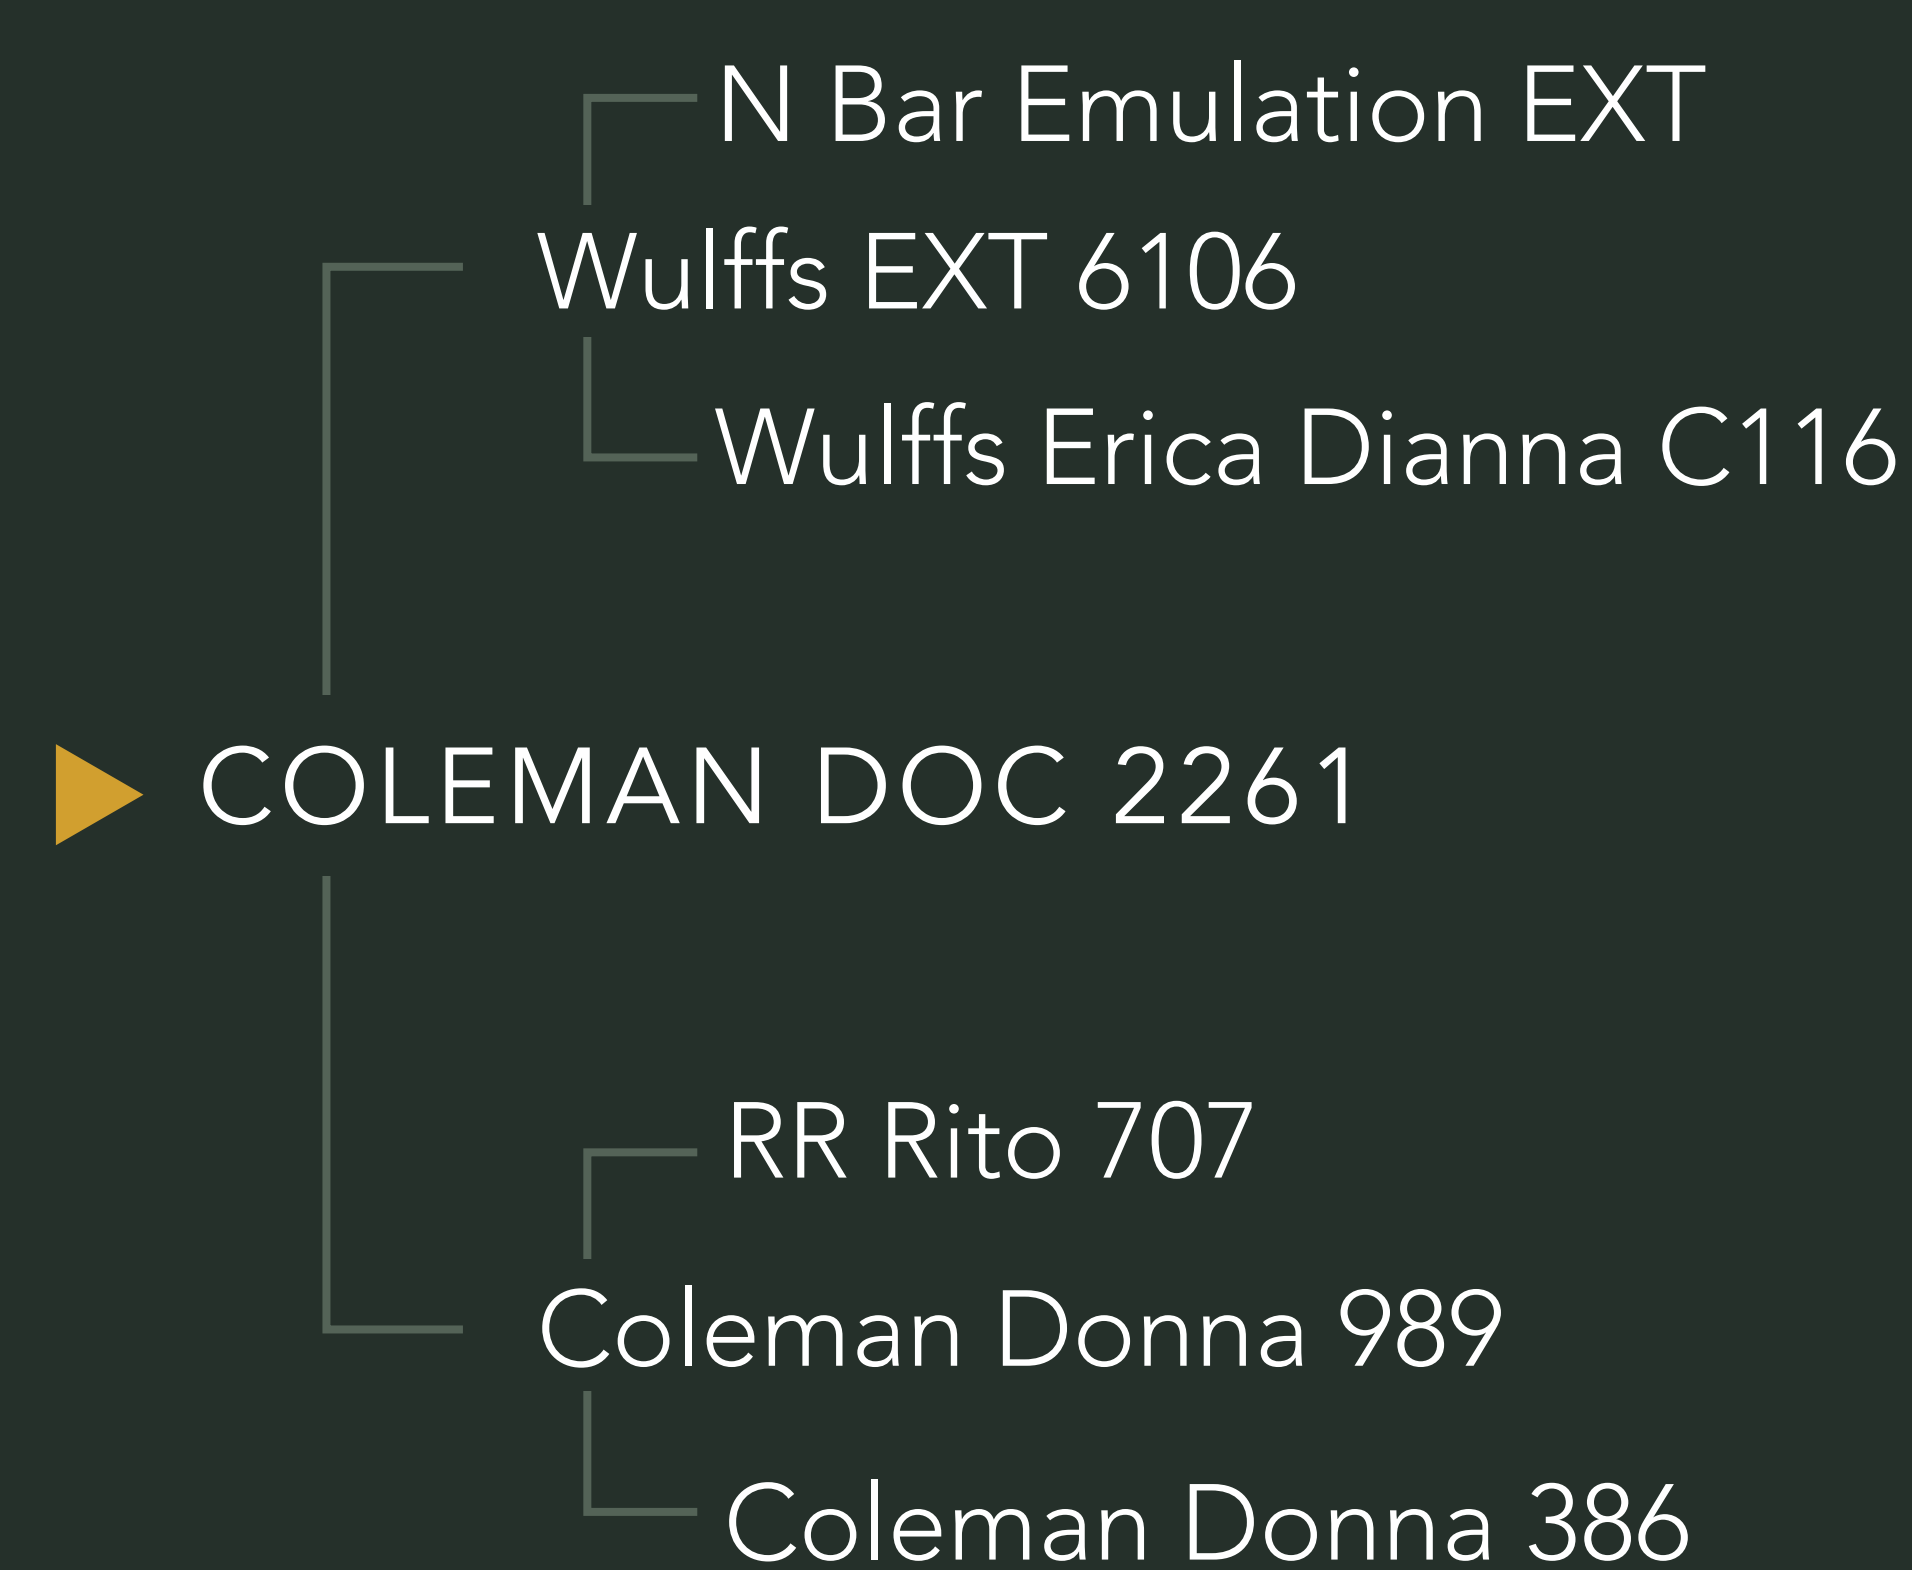 N Bar Emulation EXT
Wulffs EXT 6106
Wulffs Erica Dianna C116
COLEMAN DOC 2261
RR Rito 707
Coleman Donna 989
Coleman Donna 386